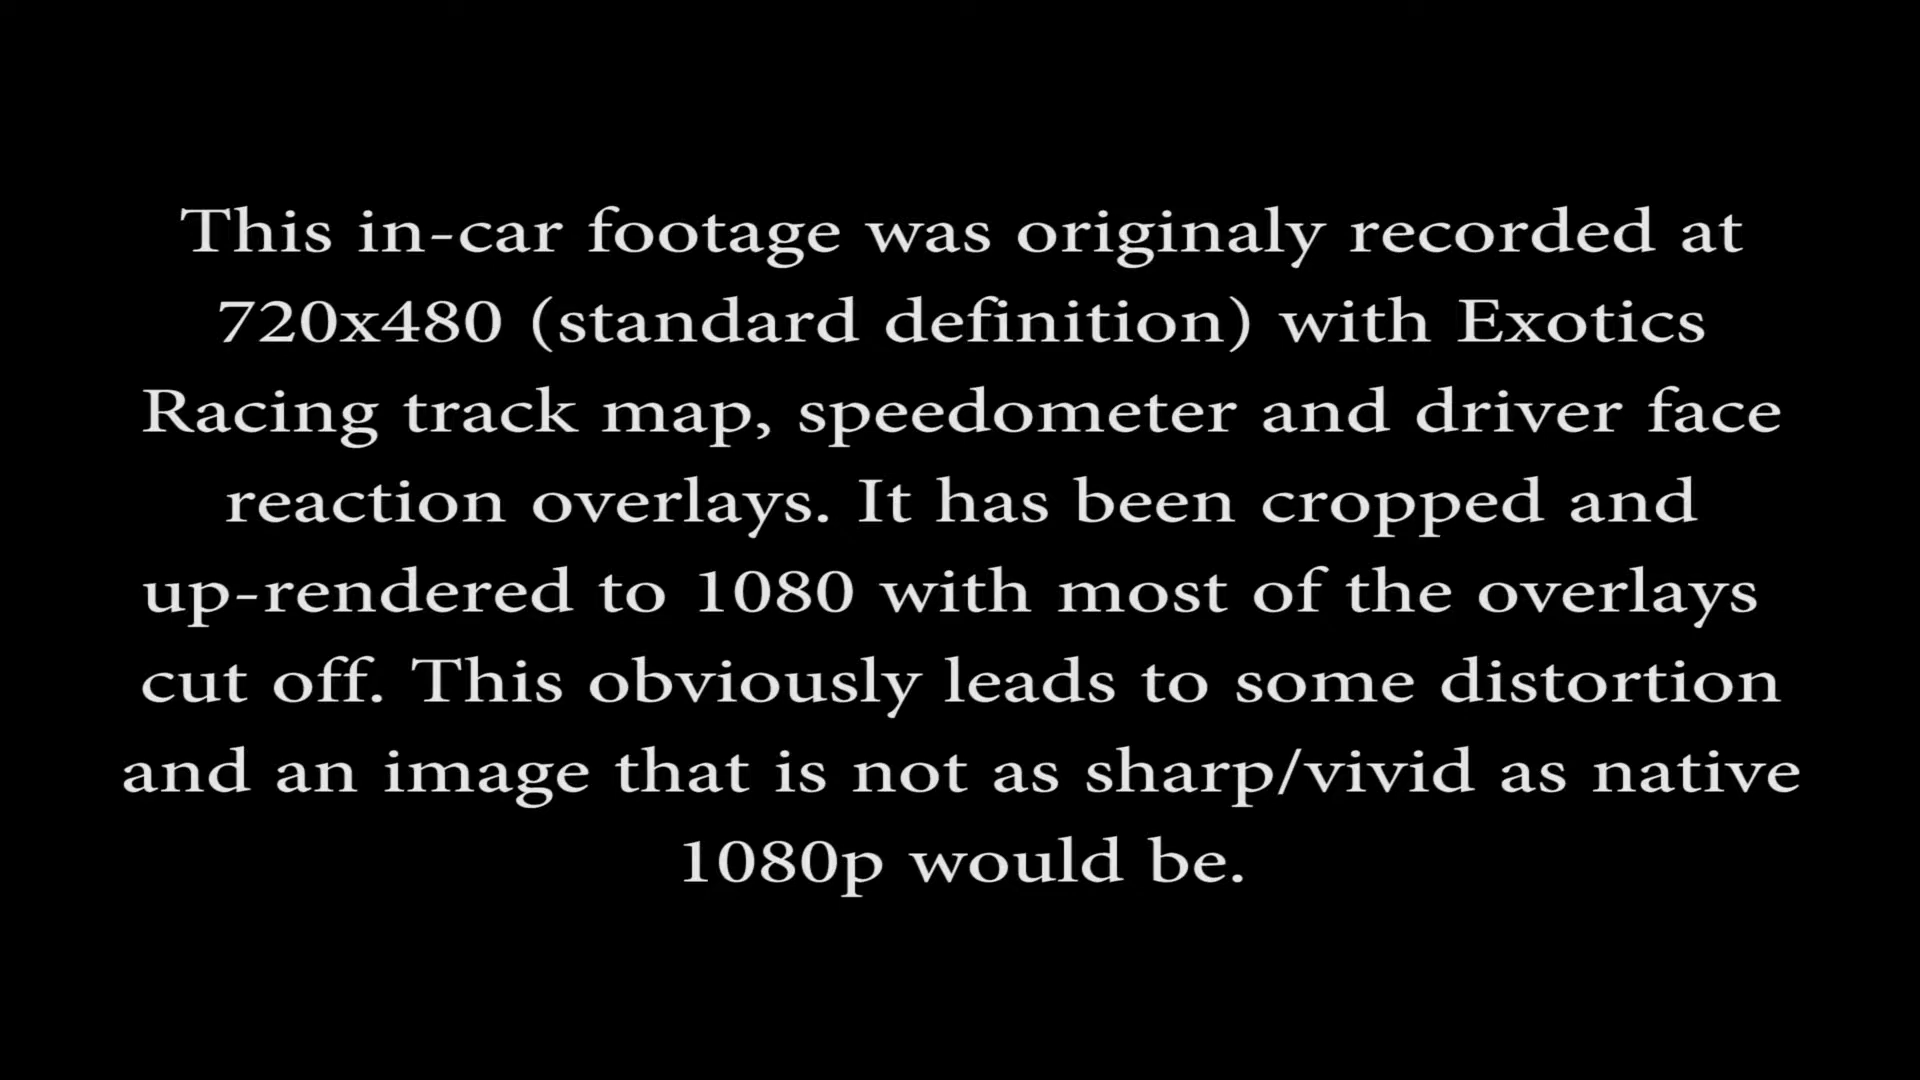 This in-car footage was originaly recorded at
720x480 (standard definition) with Exotics
Racing track map, speedometer and driver face
reaction overlays. It has been cropped and
up-rendered to 1080 with most of the overlays
cut off. This obviously leads to some distortion
and an image that is not as sharp/vivid as native
1080p would be.